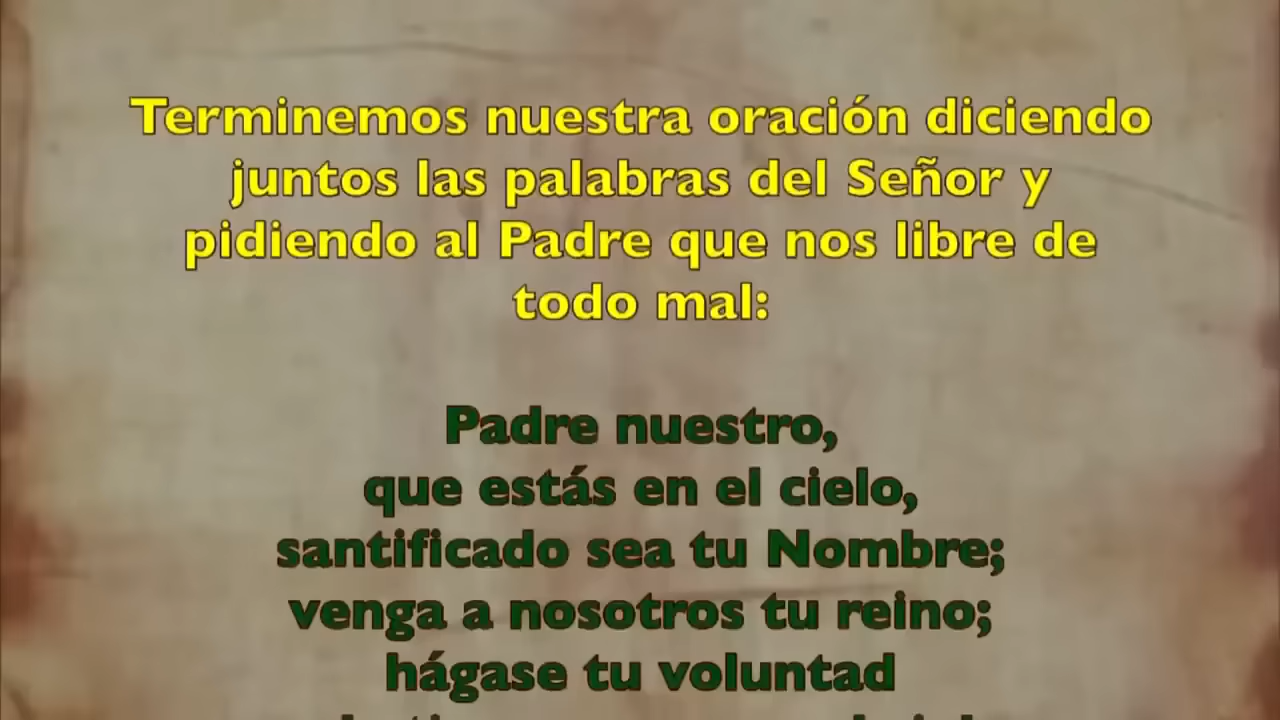 Terminemos nuestra oración diciendo
juntos las palabras del Señor y
pidiendo al Padre que nos libre de
todo mal:
Padre nuestro,
que estás en el cielo,
santificado sea tu Nombre;
venga a nosotros tu reino;
hágase tu voluntad